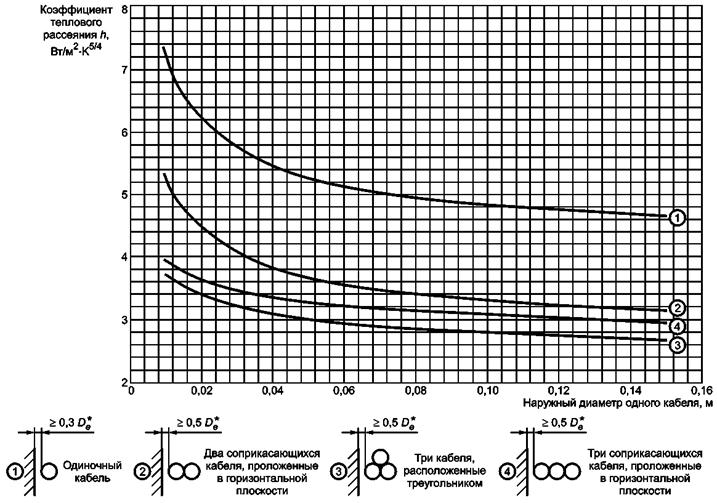 Коэффициент
теплового
рассеяния h,
Вт/м²·К⁵/⁴
8
7
6
5
4
3
2
0
0,02
0,04
0,06
0,08
0,10
0,12
0,14
0,16
Наружный диаметр одного кабеля, м
1
2
4
3
≥ 0,3 Dₑ*
1
Одиночный
кабель
≥ 0,5 Dₑ*
2
Два соприкасающихся
кабеля, проложенные
в горизонтальной
плоскости
≥ 0,5 Dₑ*
3
Три кабеля,
расположенные
треугольником
≥ 0,5 Dₑ*
4
Три соприкасающихся
кабеля, проложенные
в горизонтальной
плоскости